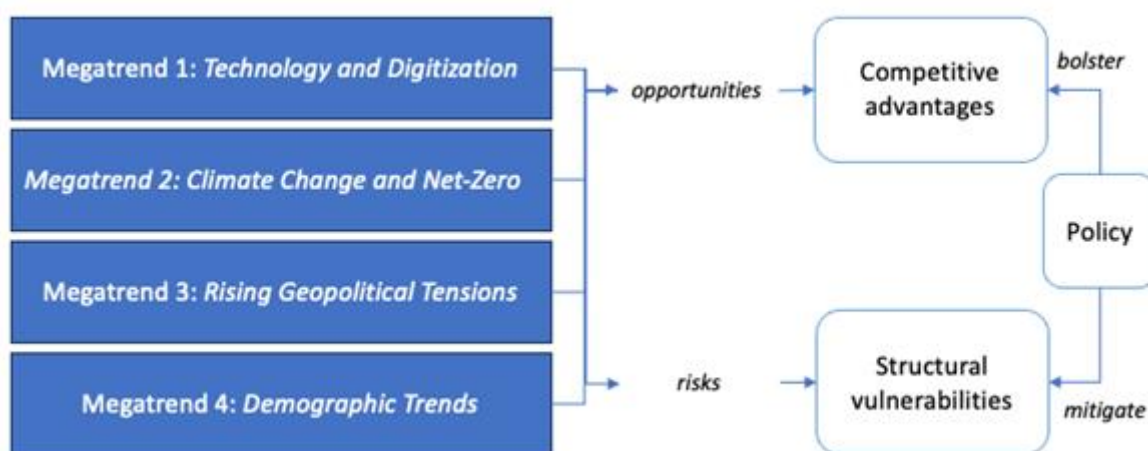 Megatrend 1: Technology and Digitization
Megatrend 2: Climate Change and Net-Zero
Megatrend 3: Rising Geopolitical Tensions
Megatrend 4: Demographic Trends
opportunities
risks
Competitive
advantages
Structural
vulnerabilities
bolster
Policy
mitigate